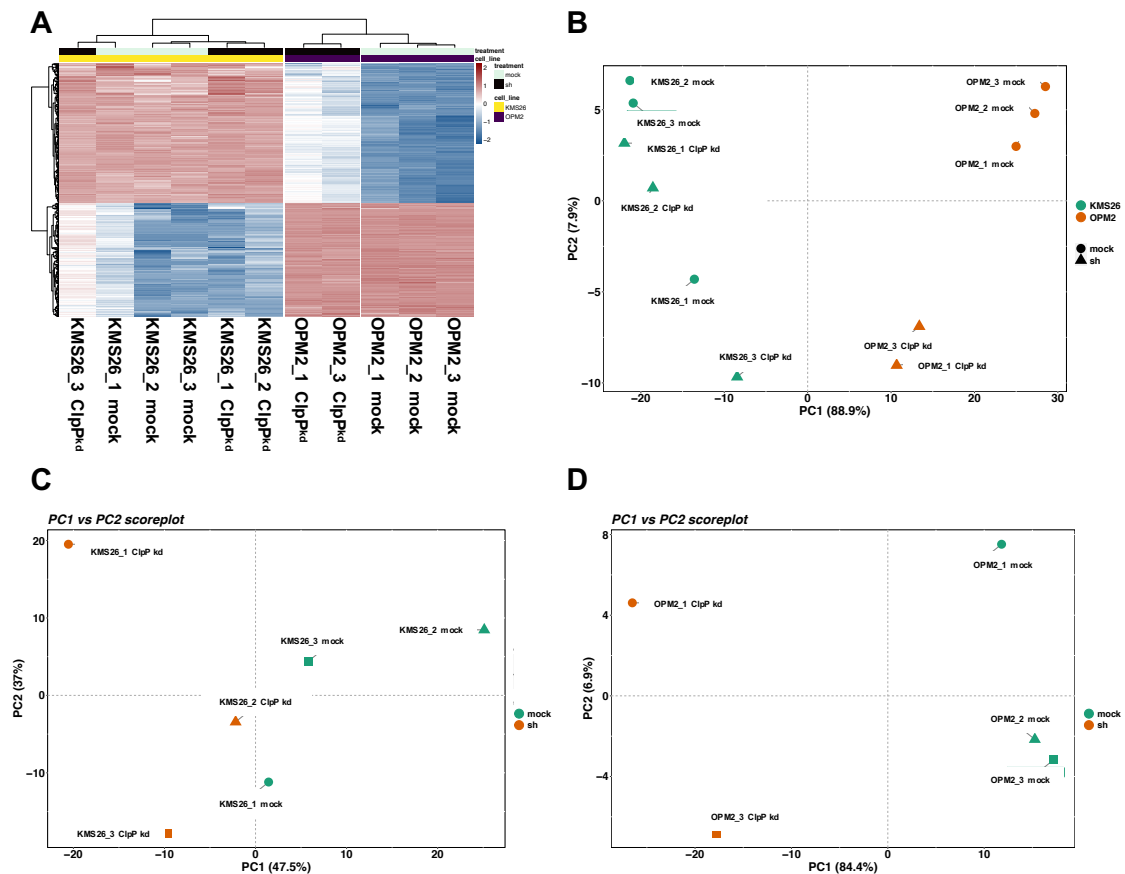 A
treatment
cell_line
treatment
mock
sh
cell_line
KMS26
OPM2
2
1
0
−1
−2
KMS26_3 ClpPkd
KMS26_1 mock
KMS26_2 mock
KMS26_3 mock
KMS26_1 ClpPkd
KMS26_2 ClpPkd
OPM2_1 ClpPkd
OPM2_3 ClpPkd
OPM2_1 mock
OPM2_2 mock
OPM2_3 mock
B
KMS26_2 mock
KMS26_3 mock
KMS26_1 ClpP kd
KMS26_2 ClpP kd
KMS26_1 mock
KMS26_3 ClpP kd
OPM2_3 mock
OPM2_2 mock
OPM2_1 mock
OPM2_3 ClpP kd
OPM2_1 ClpP kd
5
0
−5
−10
PC2 (7.9%)
−20
−10
0
10
20
30
PC1 (88.9%)
KMS26
OPM2
mock
sh
C
PC1 vs PC2 scoreplot
KMS26_1 ClpP kd
KMS26_2 mock
KMS26_3 mock
KMS26_2 ClpP kd
KMS26_1 mock
KMS26_3 ClpP kd
20
10
0
−10
PC2 (37%)
−20
−10
0
10
20
PC1 (47.5%)
mock
sh
D
PC1 vs PC2 scoreplot
OPM2_1 mock
OPM2_1 ClpP kd
OPM2_2 mock
OPM2_3 mock
OPM2_3 ClpP kd
8
4
0
−4
PC2 (6.9%)
−20
−10
0
10
PC1 (84.4%)
mock
sh